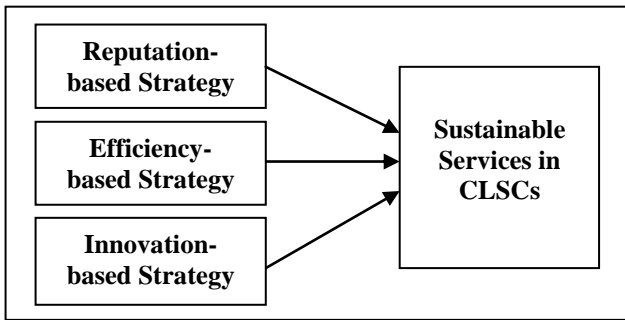 Reputation-
based Strategy
Efficiency-
based Strategy
Innovation-
based Strategy
Sustainable
Services in
CLSCs